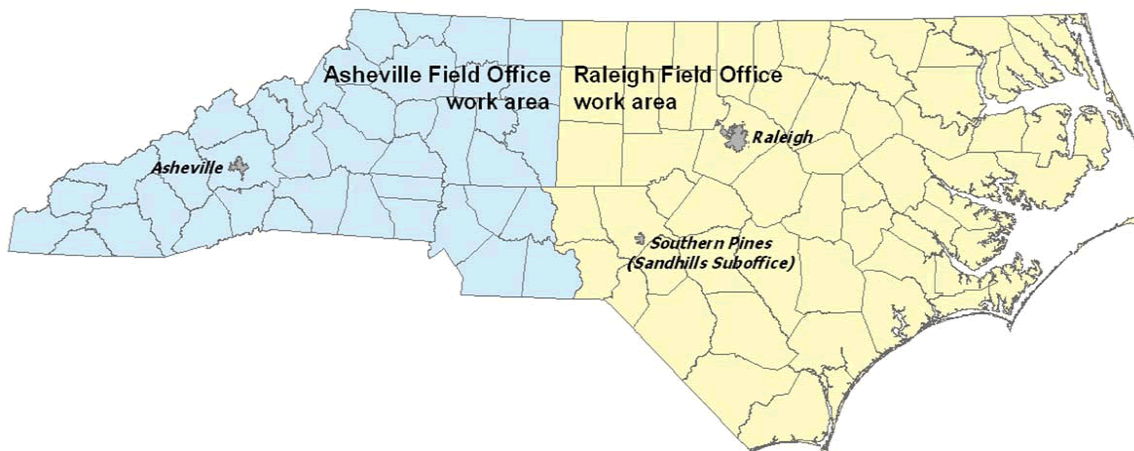 Asheville Field Office
work area
Raleigh Field Office
work area
Raleigh
Asheville
Southern Pines
(Sandhills Suboffice)